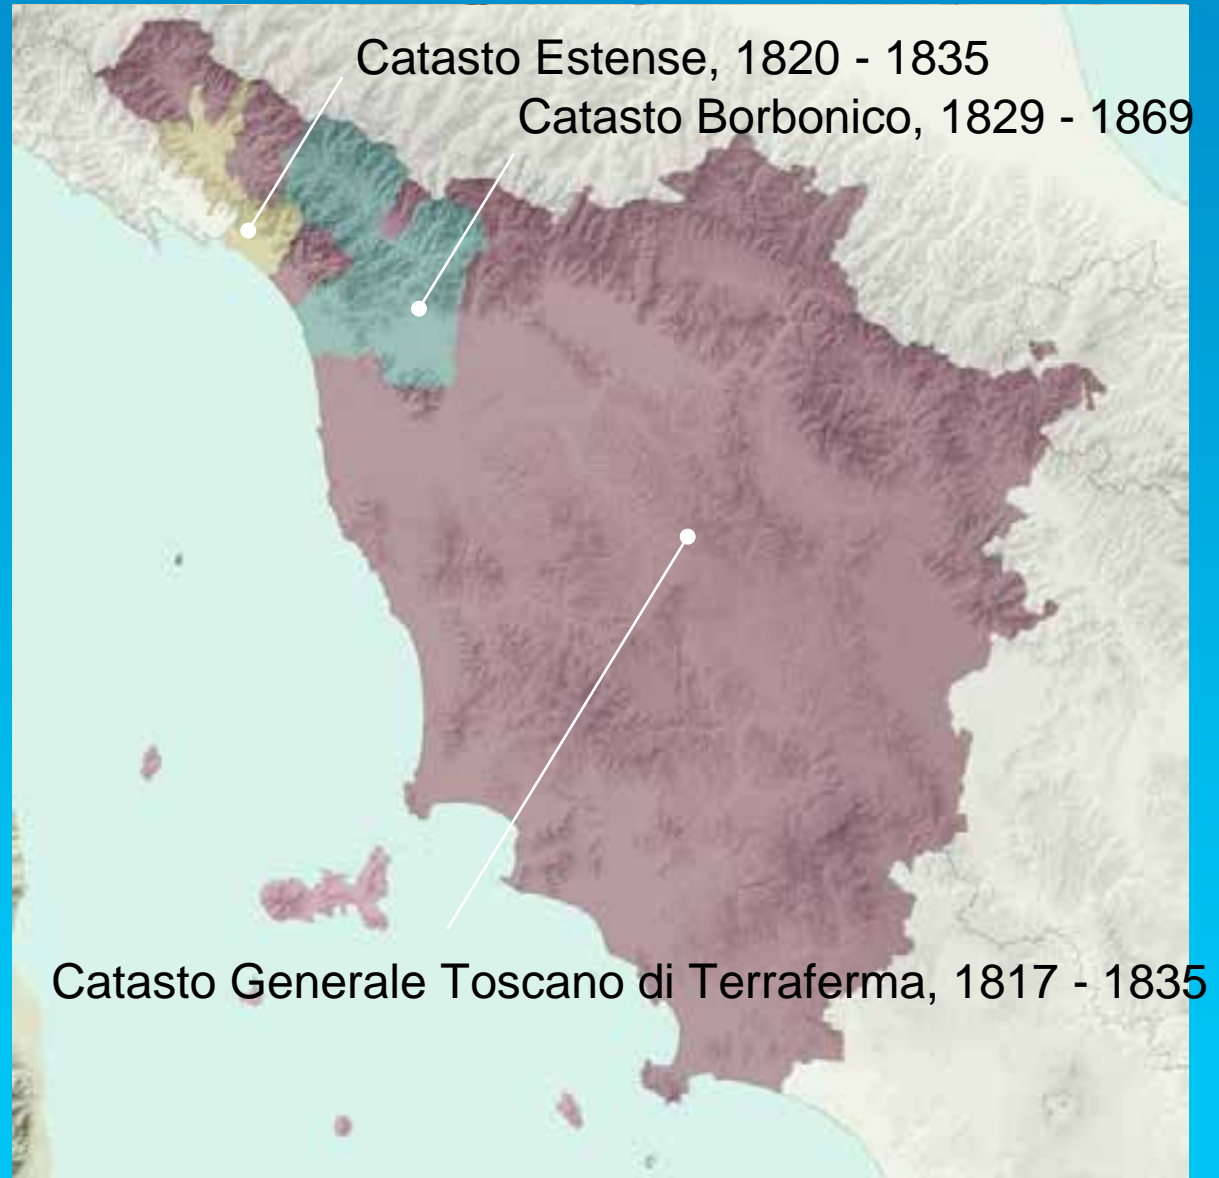 Catasto Estense, 1820 - 1835
Catasto Borbonico, 1829 - 1869
Catasto Generale Toscano di Terraferma, 1817 - 1835